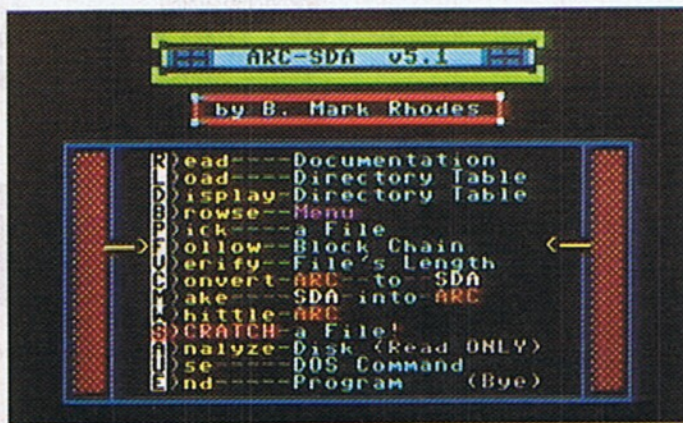 ARC-SDA v5.1
by B. Mark Rhodes
R)ead----Documentation
L)oad----Directory Table
D)isplay-Directory Table
B)rowse--Menu
P)ick----a File
F)ollow--Block Chain
V)erify--File's Length
C)onvert-ARC--to--SDA
M)ake----SDA-into-ARC
W)hittle-ARC
S)CRATCH-a File!
A)nalyze-Disk (Read ONLY)
U)se-----DOS Command
E)nd-----Program (Bye)